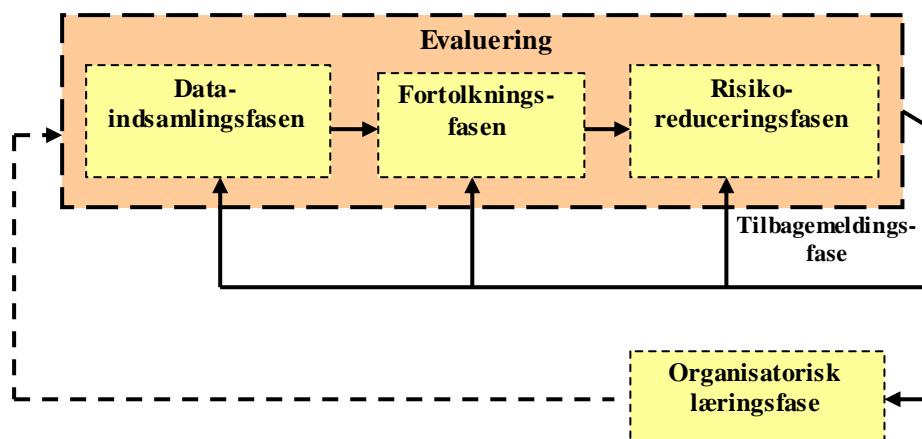 Evaluering
Data-
indsamlingsfasen
Fortolknings-
fasen
Risiko-
reduceringsfasen
Tilbagemeldings-
fase
Organisatorisk
læringsfase